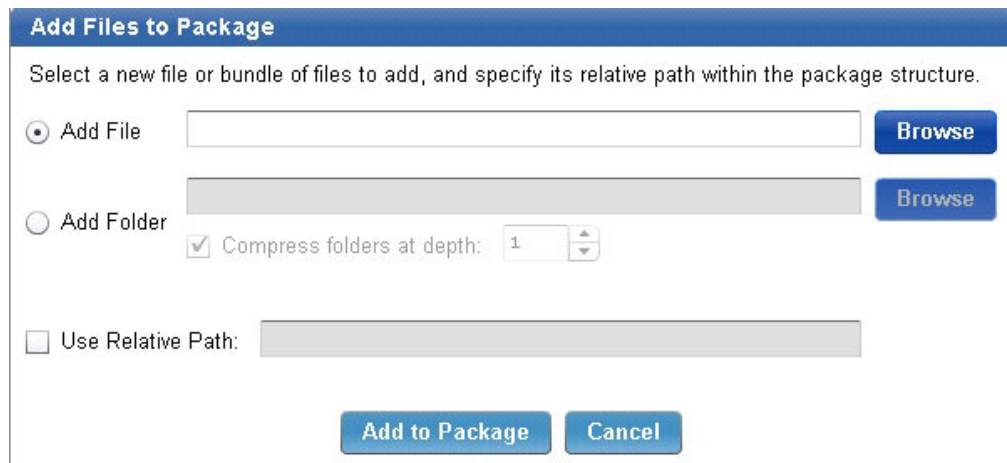 Add Files to Package
Select a new file or bundle of files to add, and specify its relative path within the package structure.
Add File
Browse
Browse
Add Folder
Compress folders at depth: 1
Use Relative Path:
Add to Package Cancel